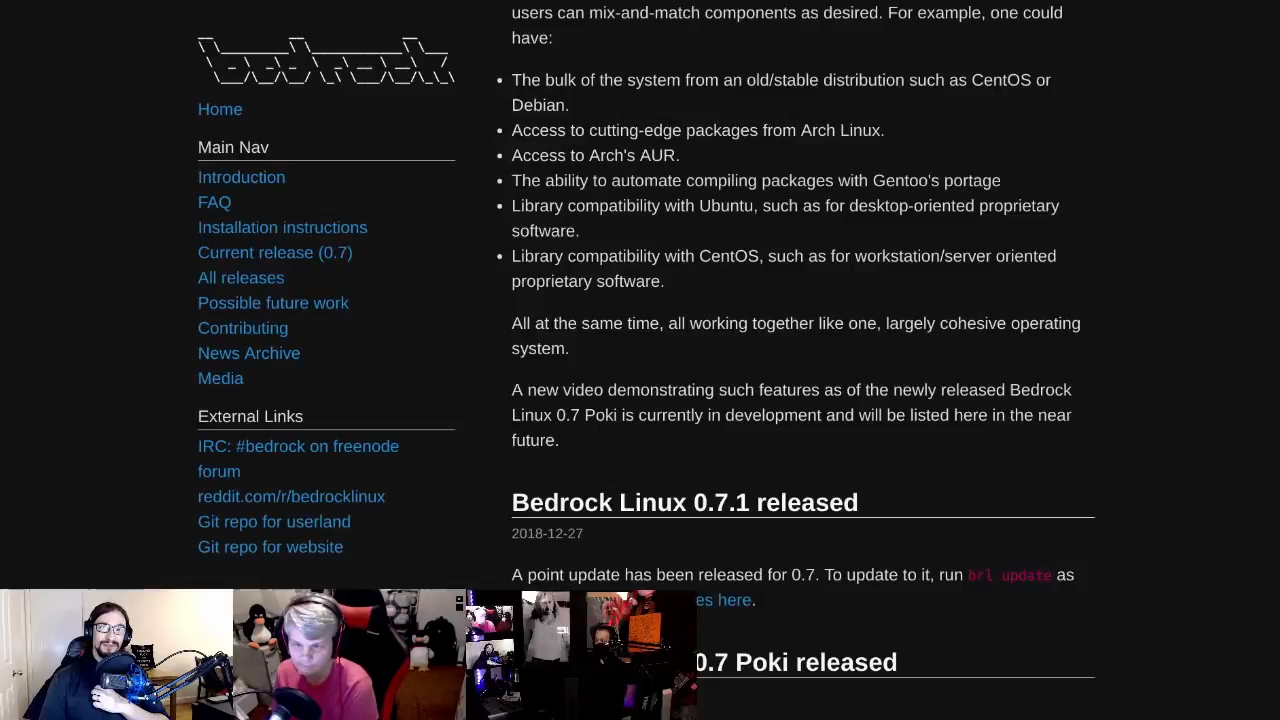 bedrock
Home
Main Nav
Introduction
FAQ
Installation instructions
Current release (0.7)
All releases
Possible future work
Contributing
News Archive
Media
External Links
IRC: #bedrock on freenode
forum
reddit.com/r/bedrocklinux
Git repo for userland
Git repo for website
users can mix-and-match components as desired. For example, one could
have:
• The bulk of the system from an old/stable distribution such as CentOS or
Debian.
• Access to cutting-edge packages from Arch Linux.
• Access to Arch's AUR.
• The ability to automate compiling packages with Gentoo's portage
• Library compatibility with Ubuntu, such as for desktop-oriented proprietary
software.
• Library compatibility with CentOS, such as for workstation/server oriented
proprietary software.
All at the same time, all working together like one, largely cohesive operating
system.
A new video demonstrating such features as of the newly released Bedrock
Linux 0.7 Poki is currently in development and will be listed here in the near
future.
Bedrock Linux 0.7.1 released
2018-12-27
A point update has been released for 0.7. To update to it, run brl update as
es here.
0.7 Poki released